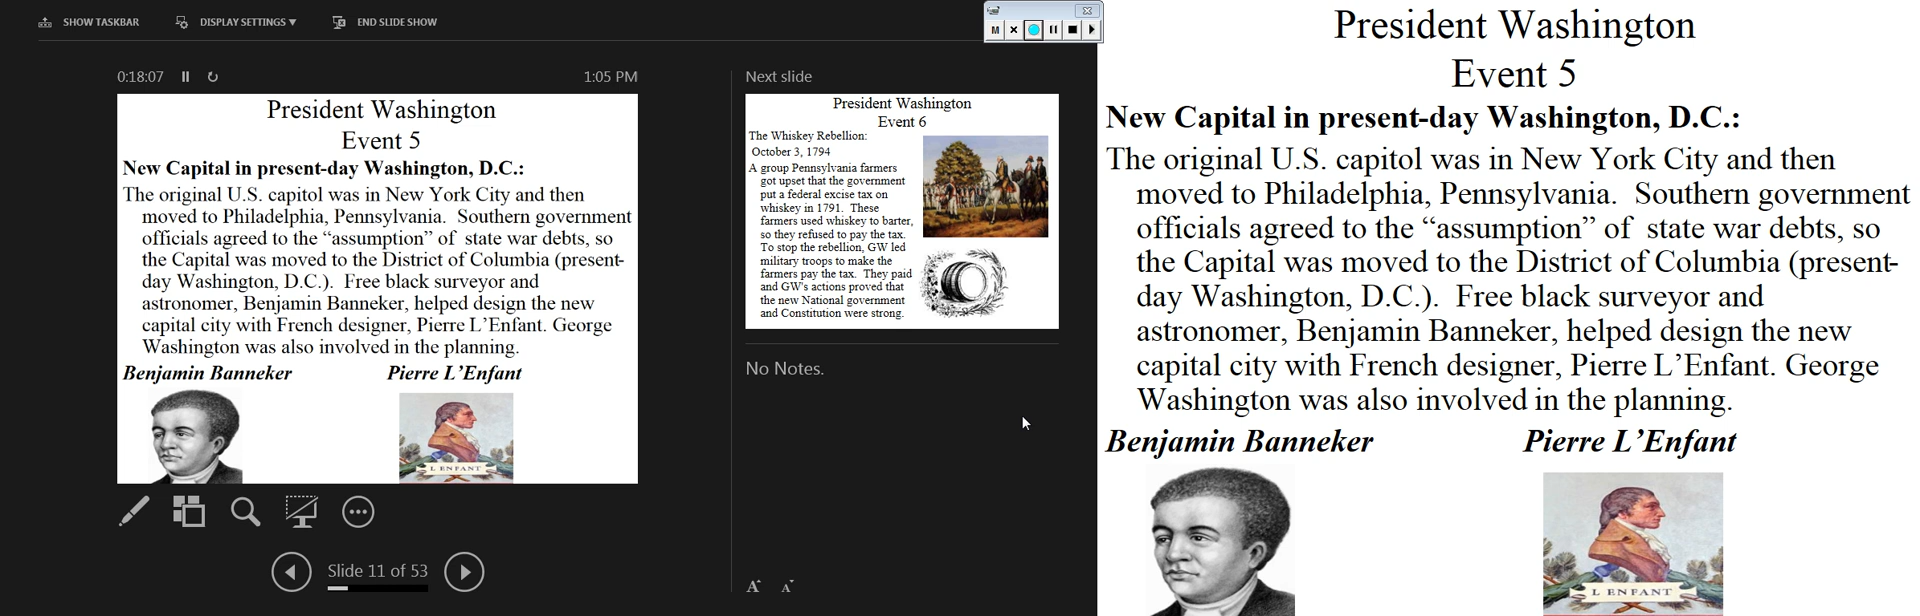 SHOW TASKBAR
DISPLAY SETTINGS ▼
END SLIDE SHOW
0:18:07
1:05 PM
President Washington
Event 5
New Capital in present-day Washington, D.C.:
The original U.S. capitol was in New York City and then
moved to Philadelphia, Pennsylvania. Southern government
officials agreed to the “assumption” of state war debts, so
the Capital was moved to the District of Columbia (present-
day Washington, D.C.). Free black surveyor and
astronomer, Benjamin Banneker, helped design the new
capital city with French designer, Pierre L’Enfant. George
Washington was also involved in the planning.
Benjamin Banneker
Pierre L’Enfant
L ENFANT
Slide 11 of 53
Next slide
President Washington
Event 6
The Whiskey Rebellion:
October 3, 1794
A group Pennsylvania farmers
got upset that the government
put a federal excise tax on
whiskey in 1791. These
farmers used whiskey to barter,
so they refused to pay the tax.
To stop the rebellion, GW led
military troops to make the
farmers pay the tax. They paid
and GW's actions proved that
the new National government
and Constitution were strong.
No Notes.
A A
M
President Washington
Event 5
New Capital in present-day Washington, D.C.:
The original U.S. capitol was in New York City and then
moved to Philadelphia, Pennsylvania. Southern government
officials agreed to the “assumption” of state war debts, so
the Capital was moved to the District of Columbia (present-
day Washington, D.C.). Free black surveyor and
astronomer, Benjamin Banneker, helped design the new
capital city with French designer, Pierre L’Enfant. George
Washington was also involved in the planning.
Benjamin Banneker
Pierre L’Enfant
L ENFANT